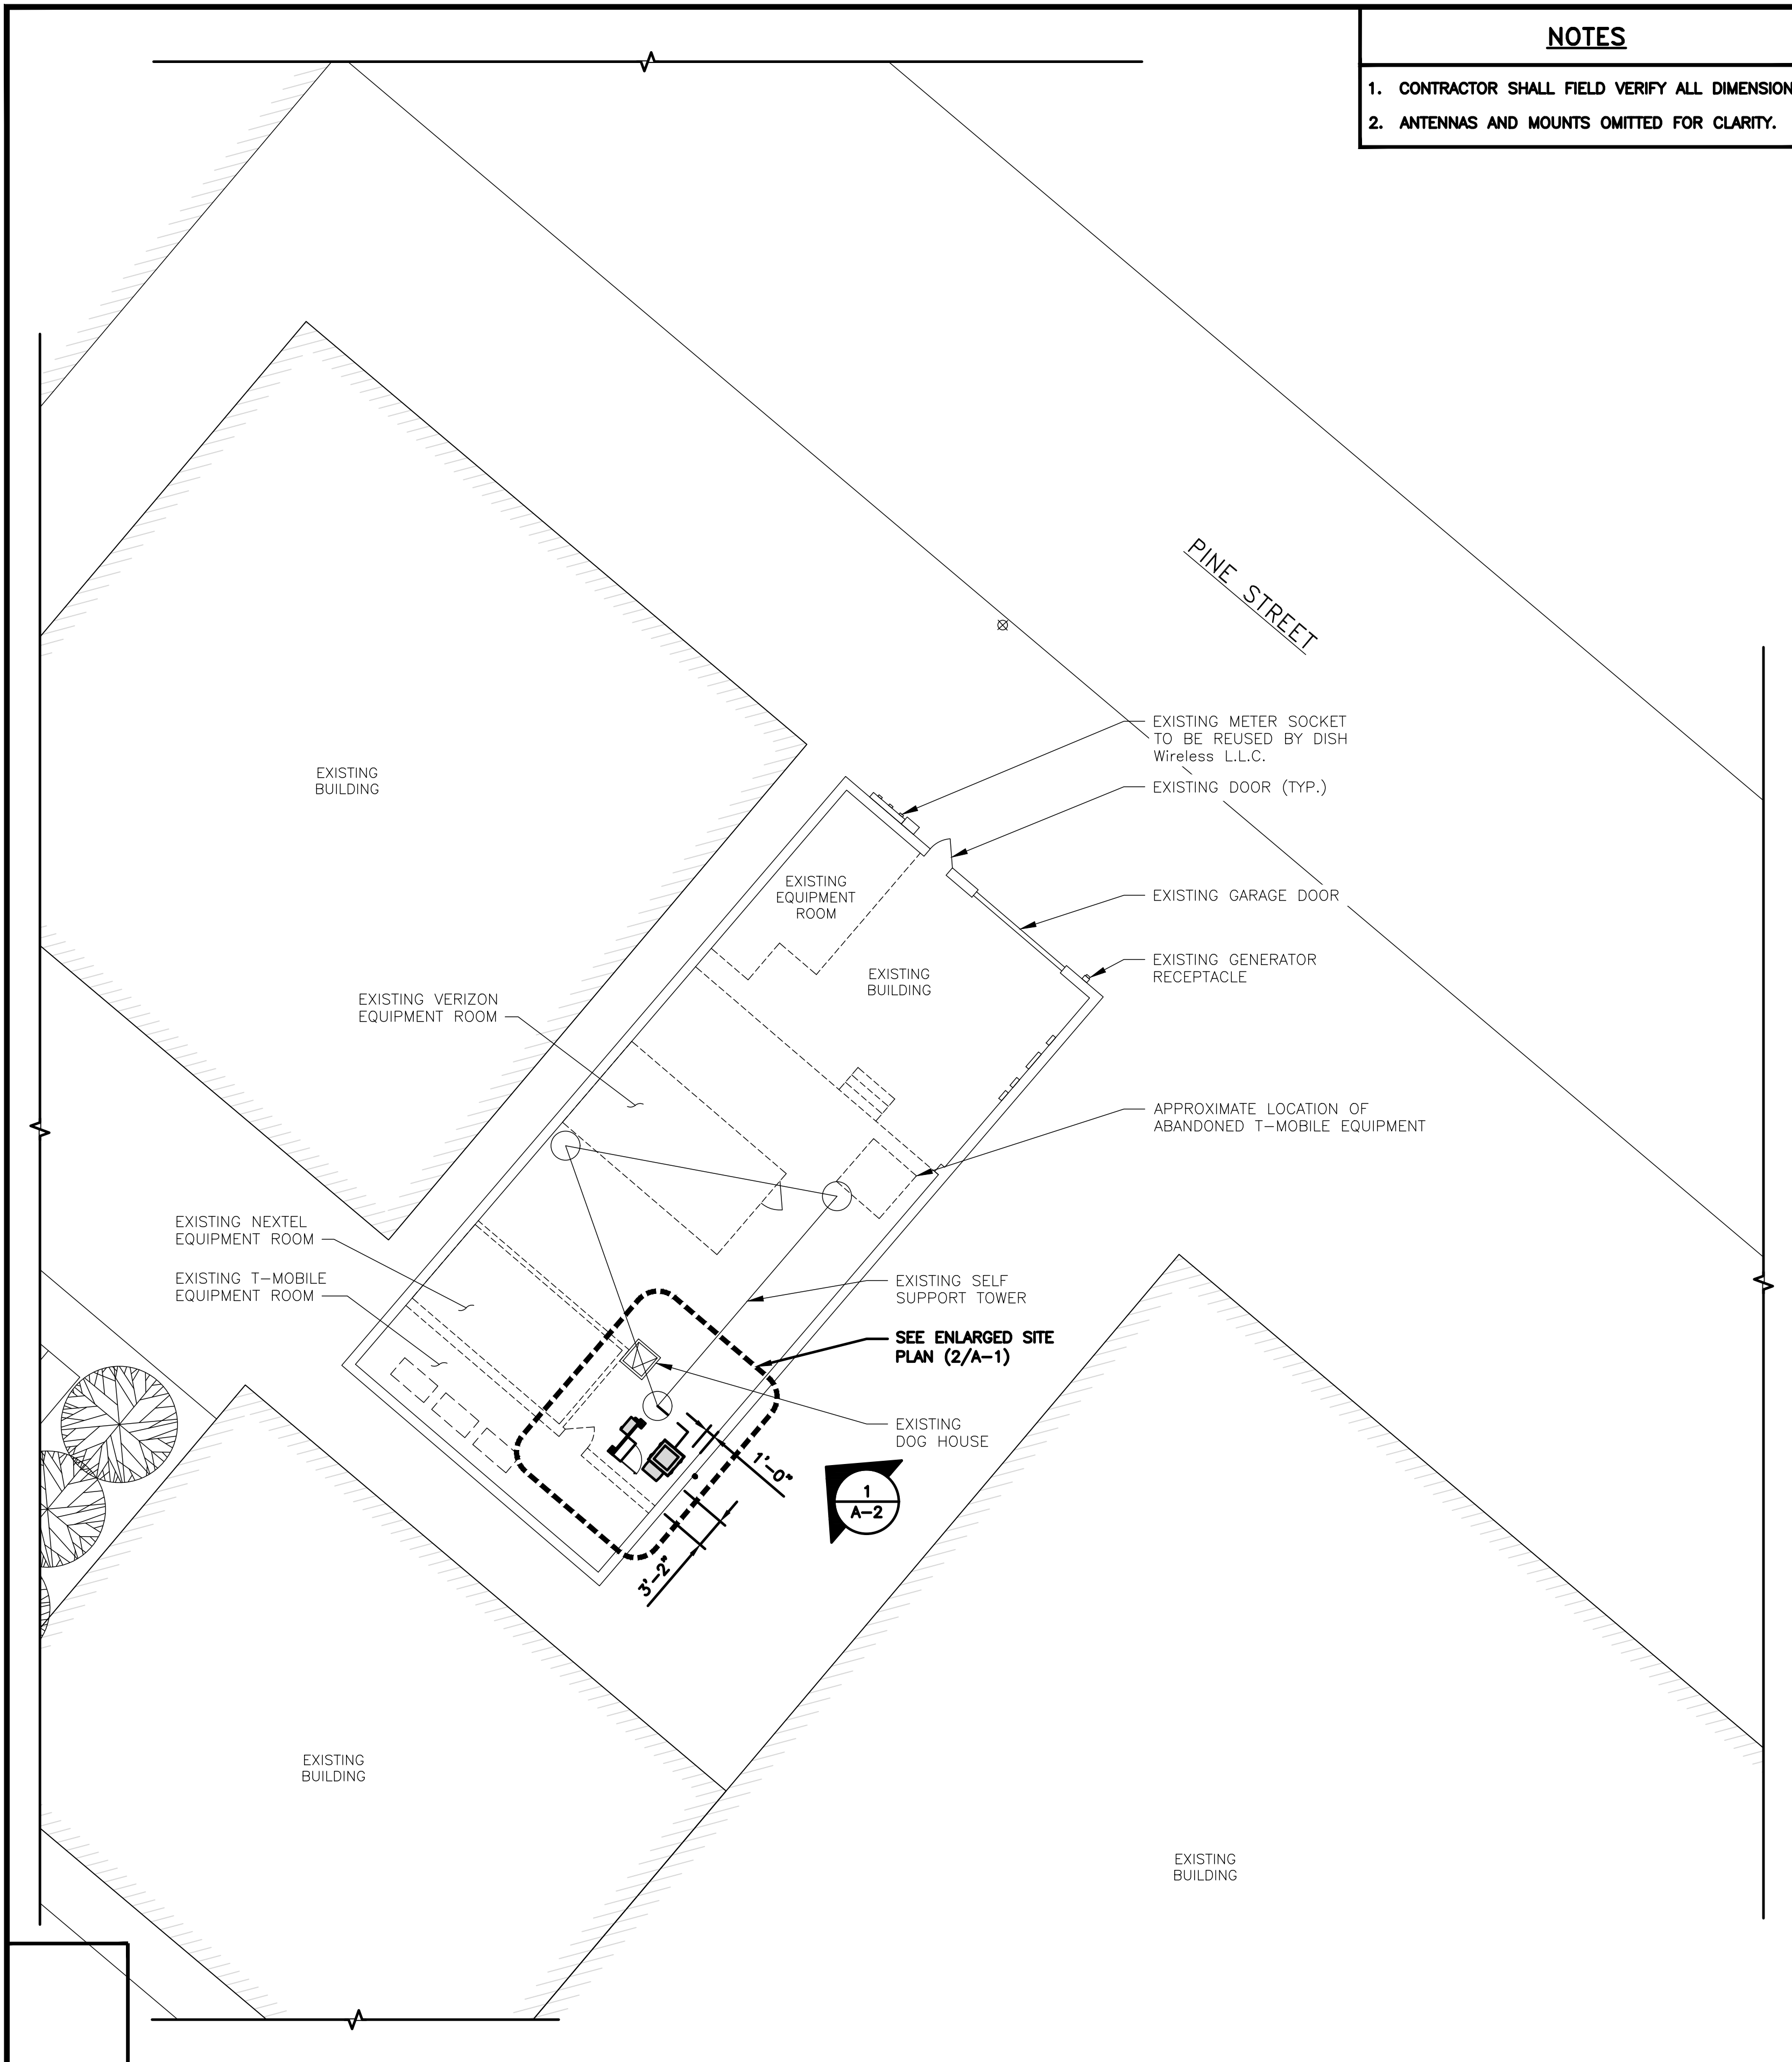 NOTES
1. CONTRACTOR SHALL FIELD VERIFY ALL DIMENSION
2. ANTENNAS AND MOUNTS OMITTED FOR CLARITY.
PINE STREET
EXISTING METER SOCKET
TO BE REUSED BY DISH
Wireless L.L.C.
EXISTING DOOR (TYP.)
EXISTING
BUILDING
EXISTING
EQUIPMENT
ROOM
EXISTING GARAGE DOOR
EXISTING GENERATOR
RECEPTACLE
EXISTING
BUILDING
EXISTING VERIZON
EQUIPMENT ROOM
APPROXIMATE LOCATION OF
ABANDONED T-MOBILE EQUIPMENT
EXISTING NEXTEL
EQUIPMENT ROOM
EXISTING T-MOBILE
EQUIPMENT ROOM
EXISTING SELF
SUPPORT TOWER
SEE ENLARGED SITE
PLAN (2/A-1)
EXISTING
DOG HOUSE
1'-0"
1
A-2
3'-2"
EXISTING
BUILDING
EXISTING
BUILDING